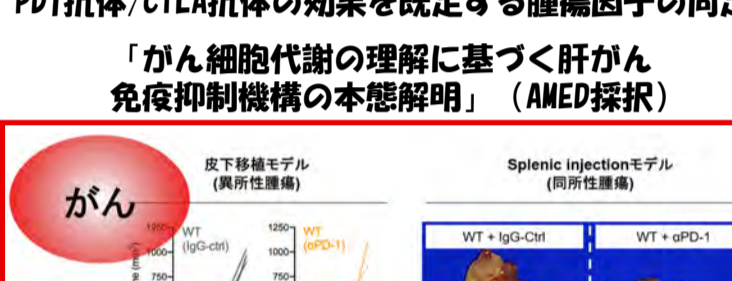 PD1抗体/CTLA抗体の効果を既定する腫瘍因子の同定
「がん細胞代謝の理解に基づく肝がん
免疫抑制機構の本態解明」（AMED採択）
がん
皮下移植モデル
(異所性腫瘍)
Splenic injectionモデル
(同所性腫瘍)
1250
WT
(IgG-ctrl)
1000
750
1250
WT
(αPD-1)
1000
750
WT + IgG-Ctrl
WT + αPD-1